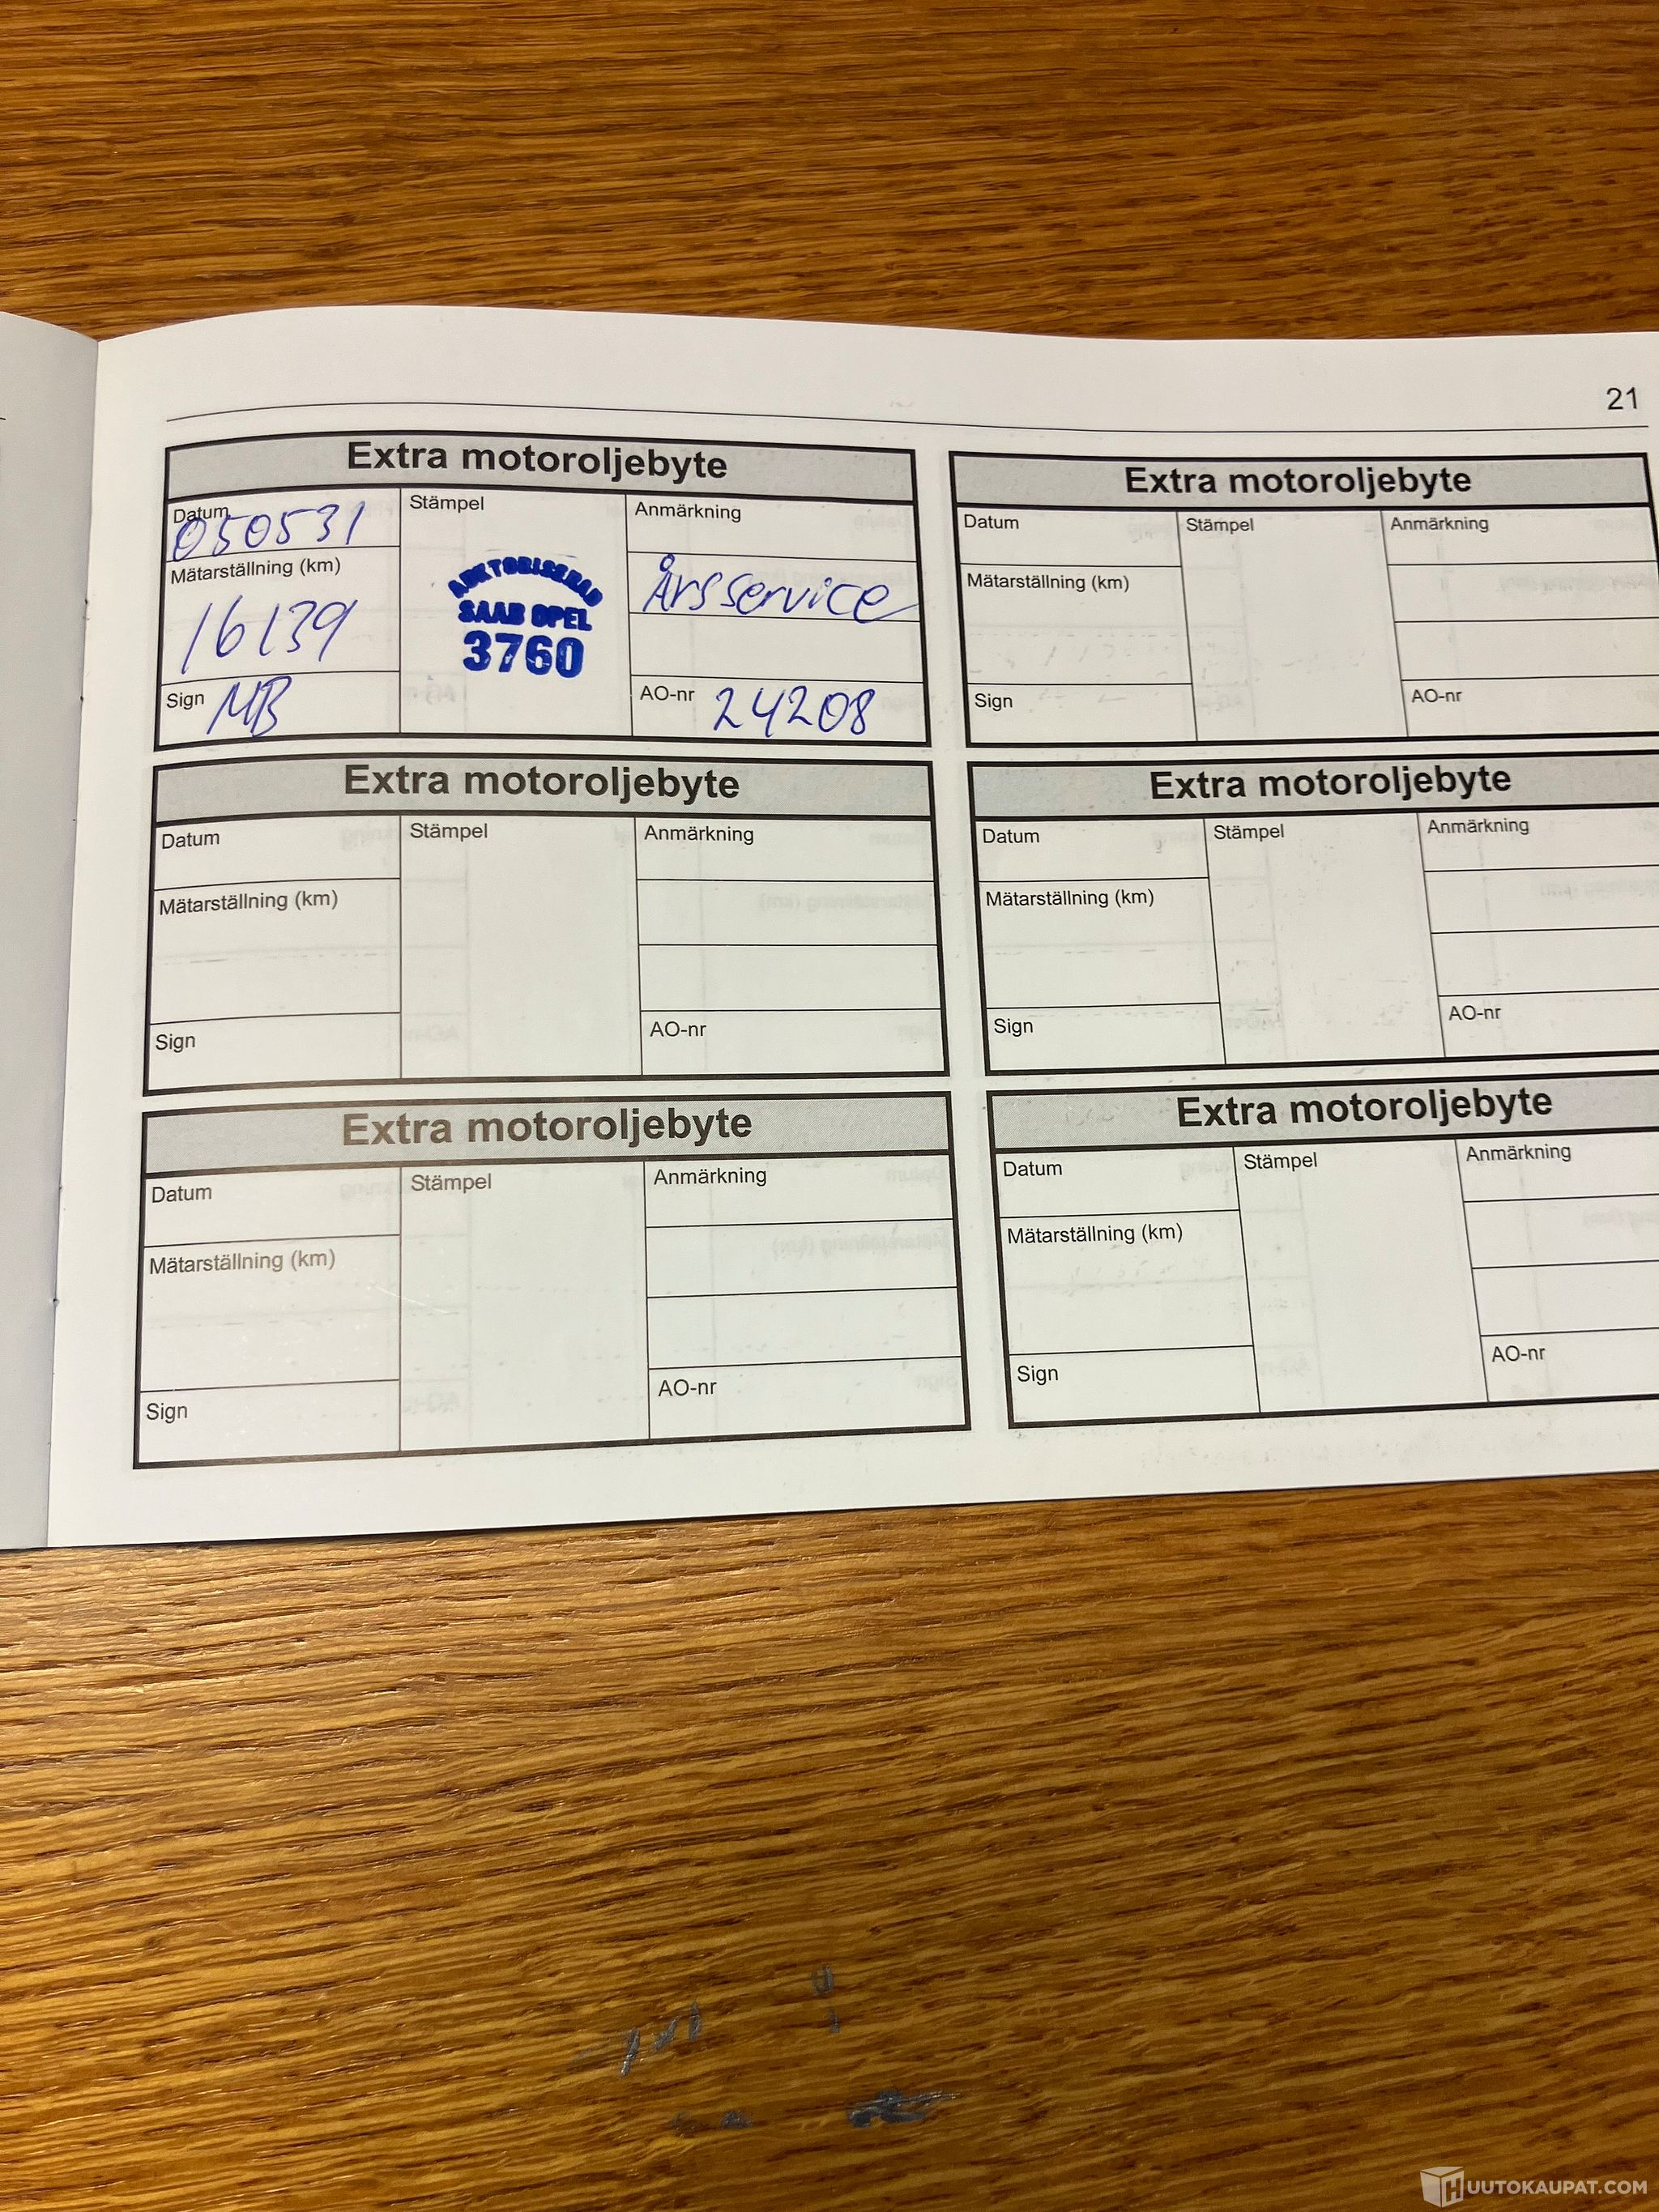 21
Extra motoroljebyte
Datum 050531
Mätarställning (km)
16139
Sign MB
Stämpel
AUKTORISERAD
SAAB OPEL
3760
Anmärkning
Årsservice
AO-nr 24208
Extra motoroljebyte
Datum
Mätarställning (km)
Sign
Stämpel
Anmärkning
AO-nr
Extra motoroljebyte
Datum
Mätarställning (km)
Sign
Stämpel
Anmärkning
AO-nr
Extra motoroljebyte
Datum
Mätarställning (km)
Sign
Stämpel
Anmärkning
AO-nr
Extra motoroljebyte
Datum
Mätarställning (km)
Sign
Stämpel
Anmärkning
AO-nr
Extra motoroljebyte
Datum
Mätarställning (km)
Sign
Stämpel
Anmärkning
AO-nr
HUUTOKAUPAT.COM